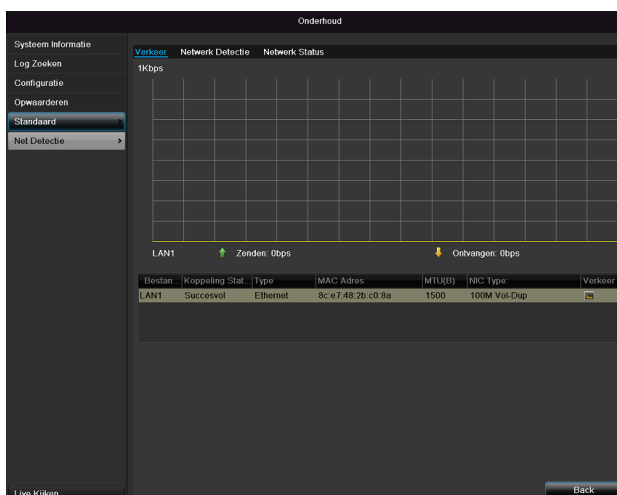 Onderhoud
Systeem Informatie
Log Zoeken
Configuratie
Opwaarderen
Standaard
Net Detectie
Verkeer Netwerk Detectie Netwerk Status
1Kbps
LAN1 Zenden: 0bps Ontvangen: 0bps
Bestan... Koppeling Stat... Type MAC Adres MTU(B) NIC Type: Verkeer
LAN1 Succesvol Ethernet 8c:e7:48:2b:c0:8a 1500 100M Vol-Dup
Live Kijken
Back